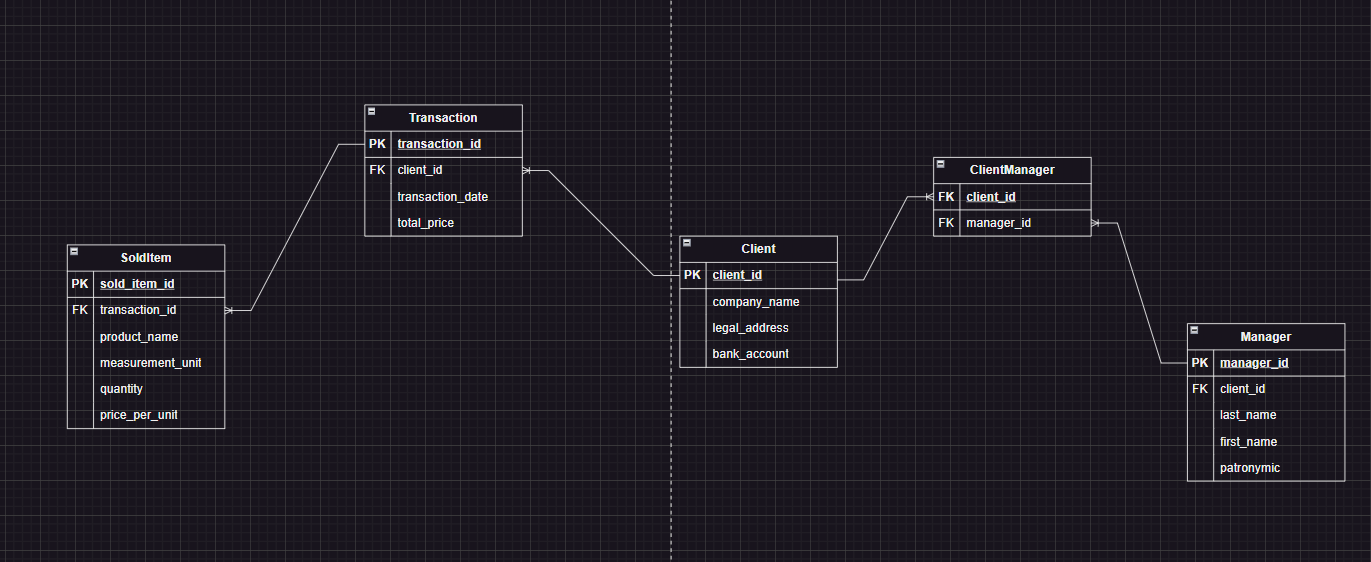 Transaction
PK transaction_id
FK client_id
transaction_date
total_price
SoldItem
PK sold_item_id
FK transaction_id
product_name
measurement_unit
quantity
price_per_unit
Client
PK client_id
company_name
legal_address
bank_account
ClientManager
FK client_id
FK manager_id
Manager
PK manager_id
FK client_id
last_name
first_name
patronymic